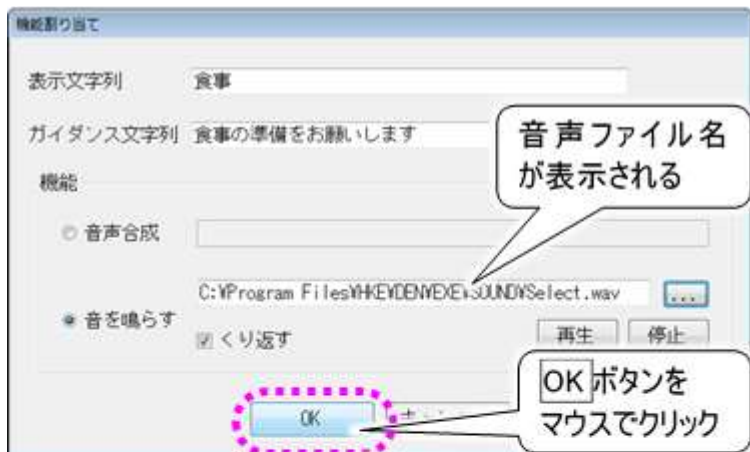 機能割り当て
表示文字列 食事
ガイダンス文字列 食事の準備をお願いします
音声ファイル名
が表示される
機能
音声合成
C:¥Program Files¥HKE¥DEN¥EXE¥SOUND¥Select.wav ...
音を鳴らす
くり返す 再生 停止
OKボタンを
マウスでクリック
OK